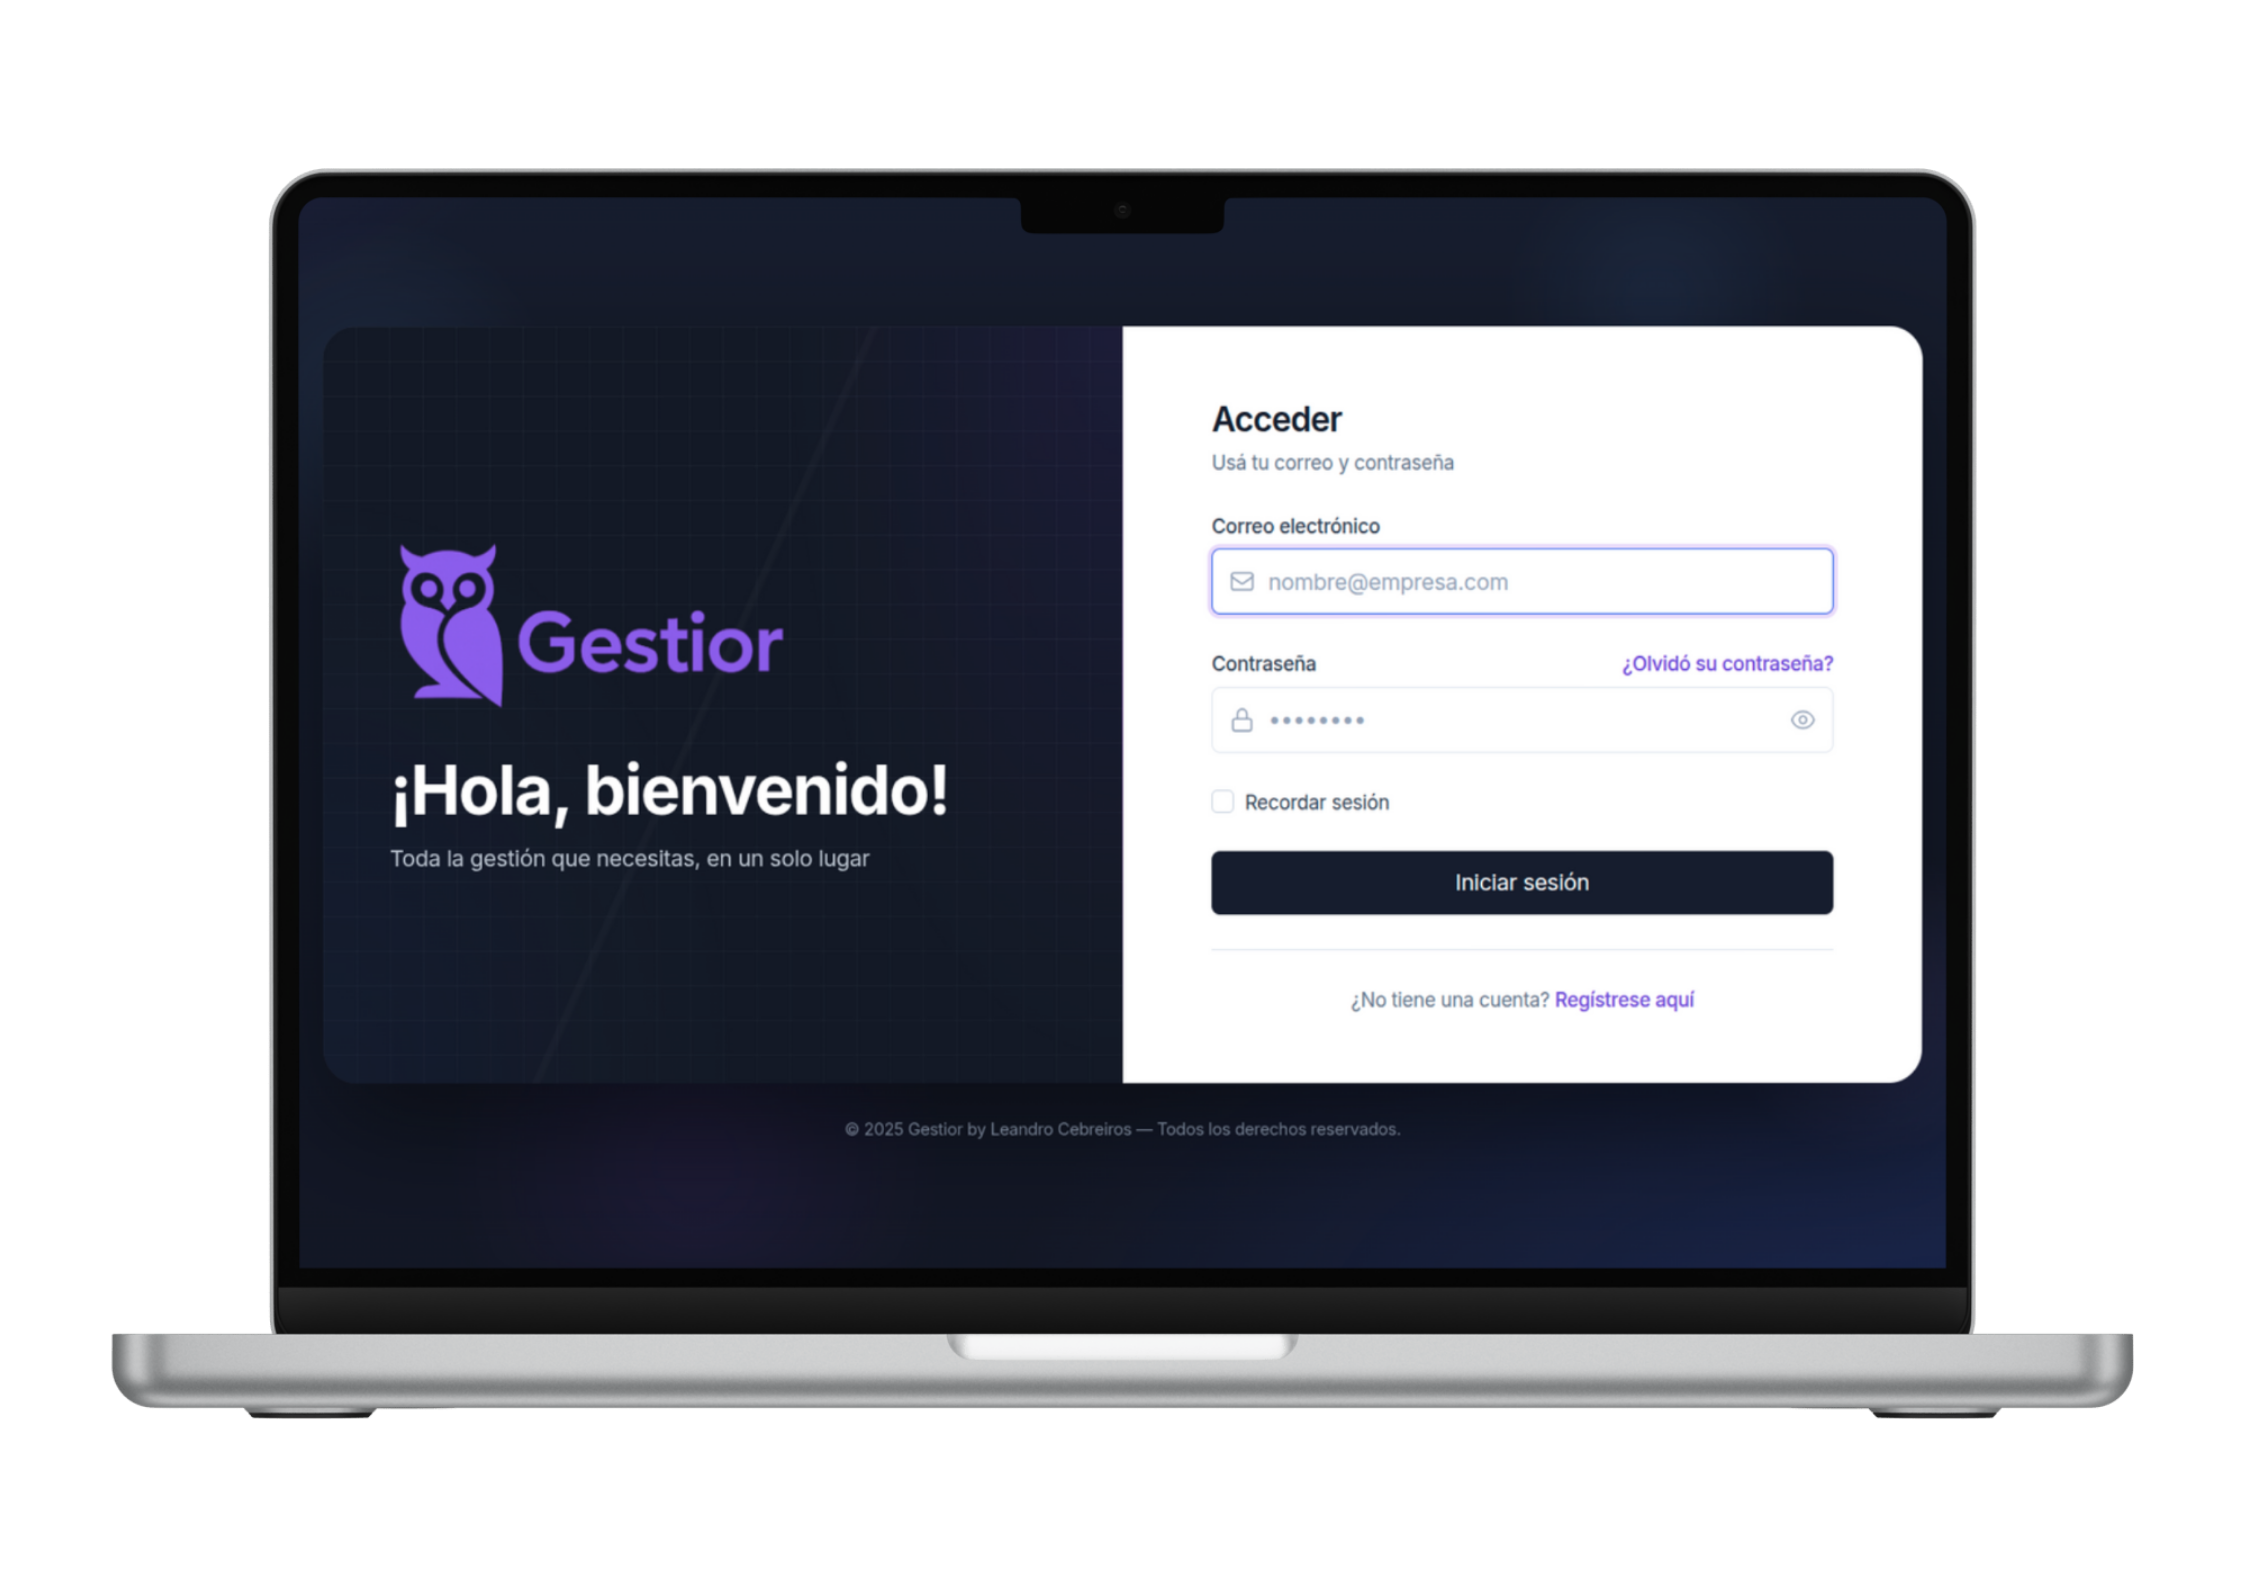 Gestior
¡Hola, bienvenido!
Toda la gestión que necesitas, en un solo lugar
Acceder
Usá tu correo y contraseña
Correo electrónico
nombre@empresa.com
Contraseña ¿Olvidó su contraseña?
••••••••
Recordar sesión
Iniciar sesión
¿No tiene una cuenta? Regístrese aquí
© 2025 Gestior by Leandro Cebreiros — Todos los derechos reservados.